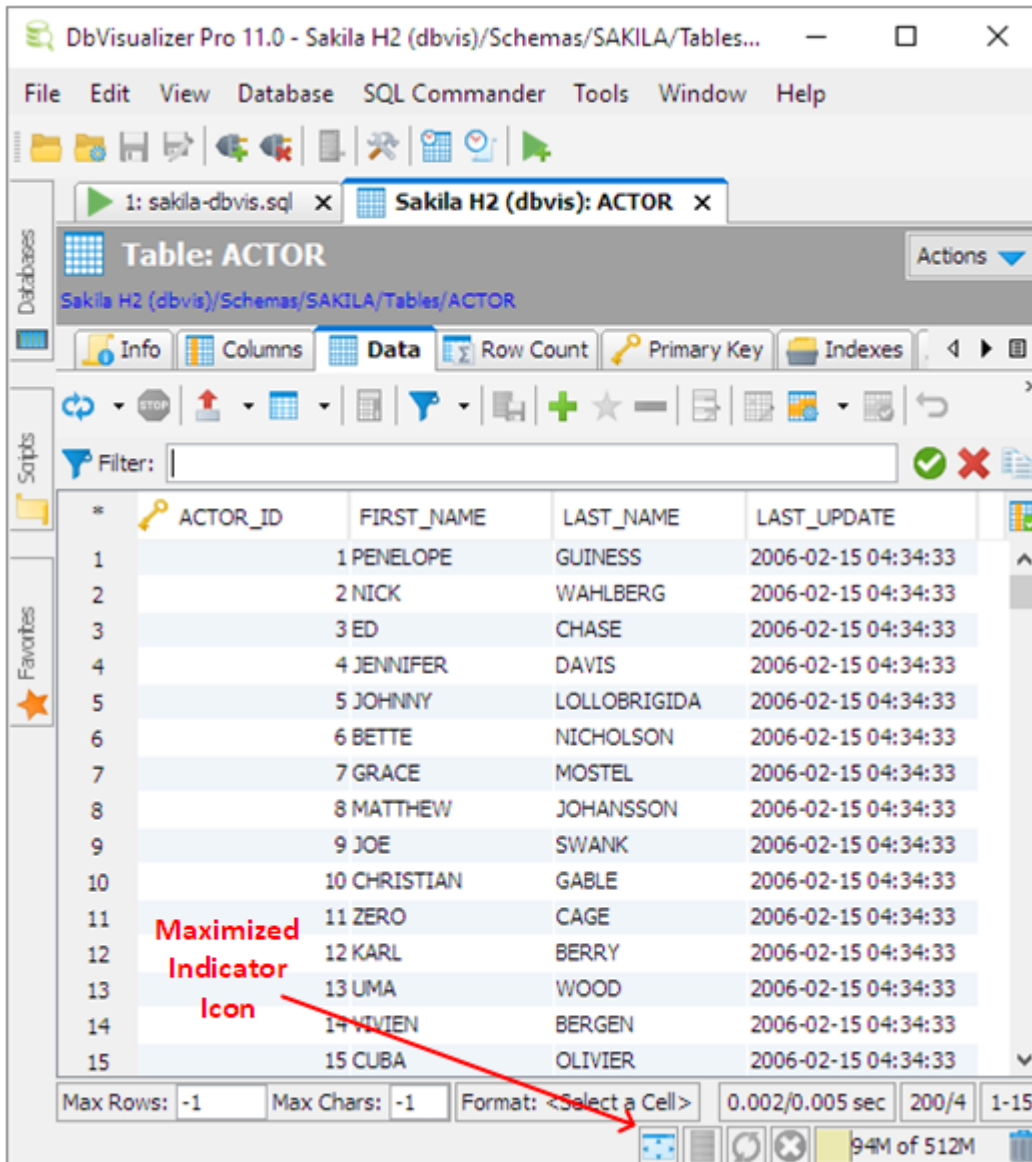 DbVisualizer Pro 11.0 - Sakila H2 (dbvis)/Schemas/SAKILA/Tables...
File Edit View Database SQL Commander Tools Window Help
1: sakila-dbvis.sql Sakila H2 (dbvis): ACTOR
Databases
Table: ACTOR
Actions
Sakila H2 (dbvis)/Schemas/SAKILA/Tables/ACTOR
Info Columns Data Row Count Primary Key Indexes
STOP
Scripts
Filter:
* ACTOR_ID FIRST_NAME LAST_NAME LAST_UPDATE
1 1 PENELOPE GUINESS 2006-02-15 04:34:33
2 2 NICK WAHLBERG 2006-02-15 04:34:33
3 3 ED CHASE 2006-02-15 04:34:33
Favorites
4 4 JENNIFER DAVIS 2006-02-15 04:34:33
5 5 JOHNNY LOLLOBRIGIDA 2006-02-15 04:34:33
6 6 BETTE NICHOLSON 2006-02-15 04:34:33
7 7 GRACE MOSTEL 2006-02-15 04:34:33
8 8 MATTHEW JOHANSSON 2006-02-15 04:34:33
9 9 JOE SWANK 2006-02-15 04:34:33
10 10 CHRISTIAN GABLE 2006-02-15 04:34:33
11 11 ZERO CAGE 2006-02-15 04:34:33
12 12 KARL BERRY 2006-02-15 04:34:33
13 13 UMA WOOD 2006-02-15 04:34:33
14 14 VIVIEN BERGEN 2006-02-15 04:34:33
15 15 CUBA OLIVIER 2006-02-15 04:34:33
Maximized
Indicator
Icon
Max Rows: -1 Max Chars: -1 Format: <Select a Cell> 0.002/0.005 sec 200/4 1-15
94M of 512M